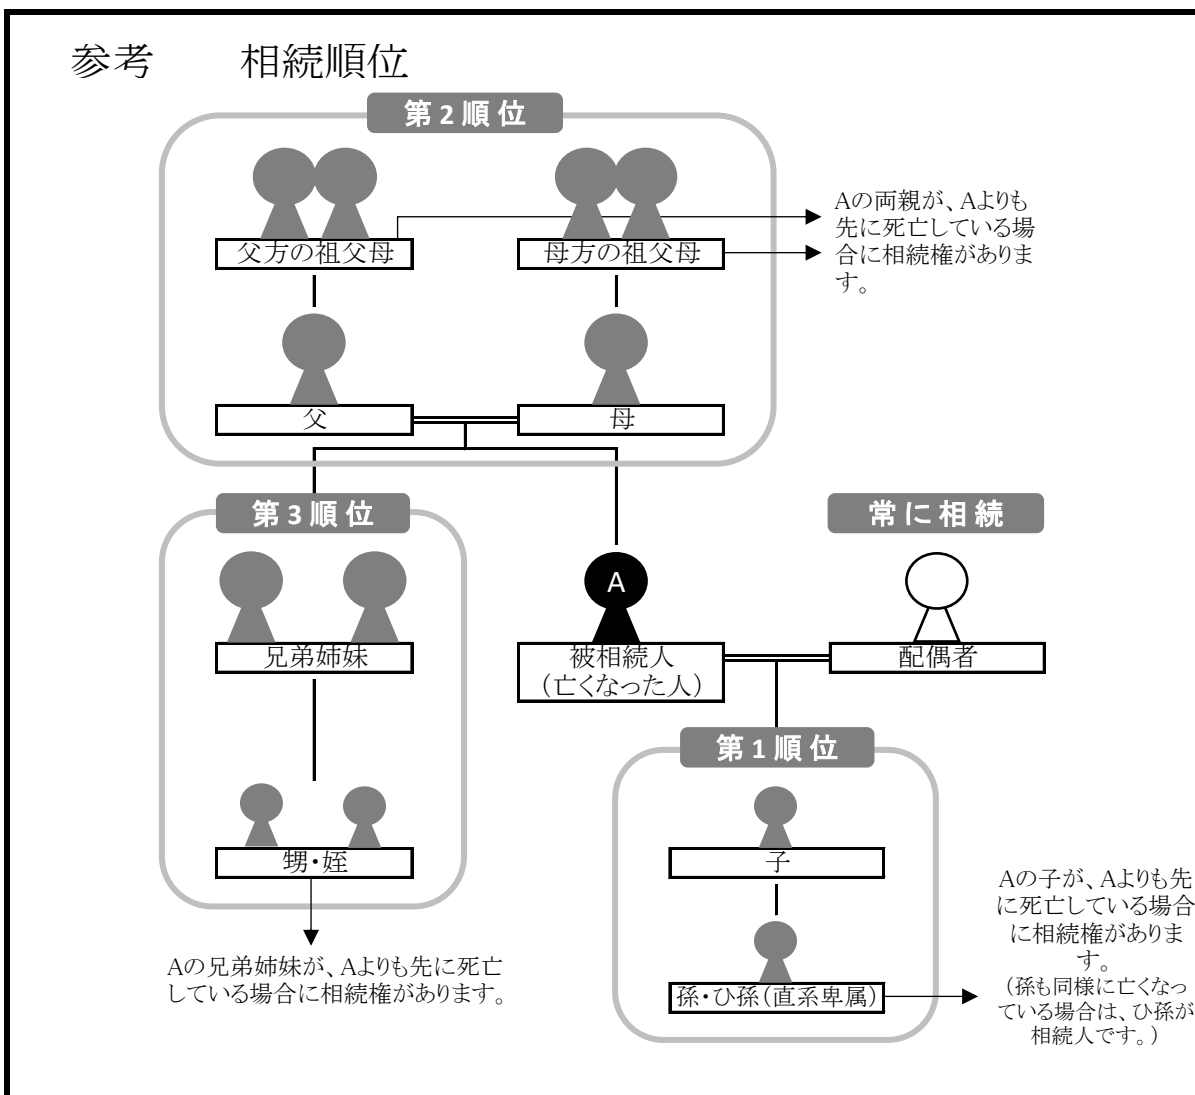 参考　相続順位
第2順位
父方の祖父母
母方の祖父母
Aの両親が、Aよりも
先に死亡している場
合に相続権がありま
す。
父
母
第3順位
常に相続
A
兄弟姉妹
被相続人
(亡くなった人)
配偶者
第1順位
甥・姪
子
Aの兄弟姉妹が、Aよりも先に死亡
している場合に相続権があります。
孫・ひ孫(直系卑属)
Aの子が、Aよりも先
に死亡している場合
に相続権がありま
す。
(孫も同様に亡くなっ
ている場合は、ひ孫が
相続人です。)